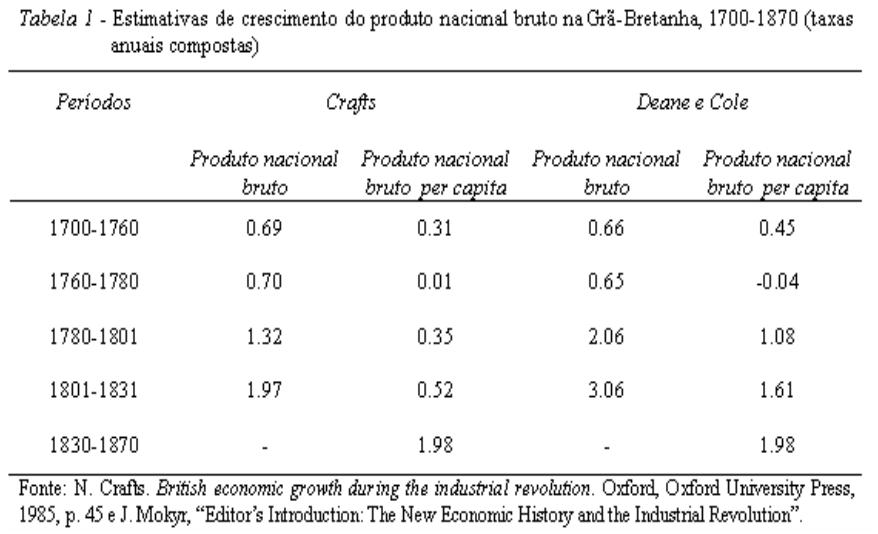 Tabela 1 - Estimativas de crescimento do produto nacional bruto na Grã-Bretanha, 1700-1870 (taxas
anuais compostas)
Períodos Crafts Deane e Cole
Produto nacional bruto Produto nacional bruto per capita Produto nacional bruto Produto nacional bruto per capita
1700-1760 0.69 0.31 0.66 0.45
1760-1780 0.70 0.01 0.65 -0.04
1780-1801 1.32 0.35 2.06 1.08
1801-1831 1.97 0.52 3.06 1.61
1830-1870 - 1.98 - 1.98
Fonte: N. Crafts. British economic growth during the industrial revolution. Oxford, Oxford University Press,
1985, p. 45 e J. Mokyr, “Editor’s Introduction: The New Economic History and the Industrial Revolution”.